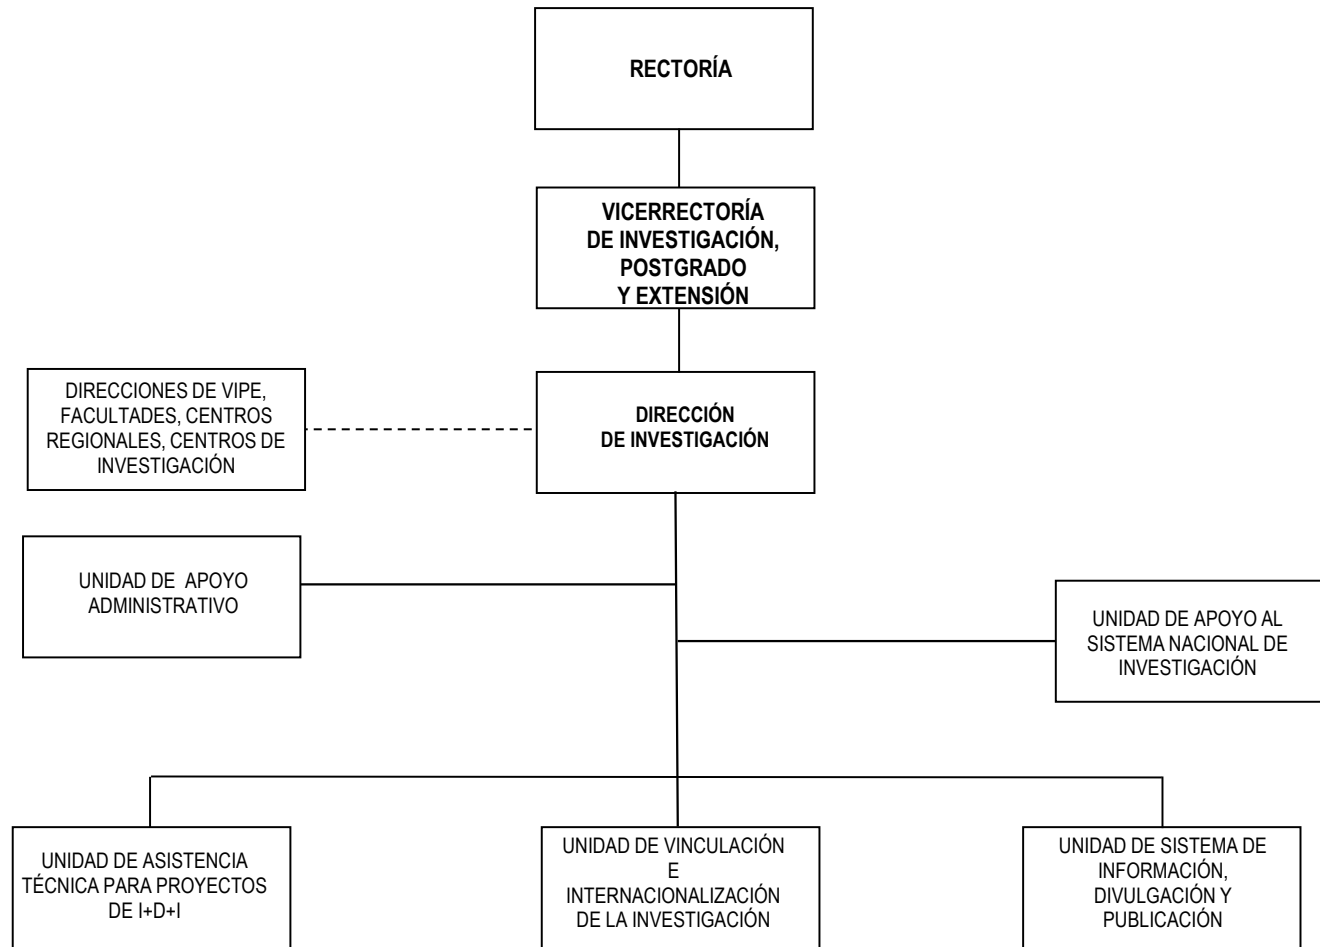 RECTORÍA
VICERRECTORÍA
DE INVESTIGACIÓN,
POSTGRADO
Y EXTENSIÓN
DIRECCIONES DE VIPE,
FACULTADES, CENTROS
REGIONALES, CENTROS DE
INVESTIGACIÓN
DIRECCIÓN
DE INVESTIGACIÓN
UNIDAD DE APOYO
ADMINISTRATIVO
UNIDAD DE APOYO AL
SISTEMA NACIONAL DE
INVESTIGACIÓN
UNIDAD DE ASISTENCIA
TÉCNICA PARA PROYECTOS
DE I+D+I
UNIDAD DE VINCULACIÓN
E
INTERNACIONALIZACIÓN
DE LA INVESTIGACIÓN
UNIDAD DE SISTEMA DE
INFORMACIÓN,
DIVULGACIÓN Y
PUBLICACIÓN